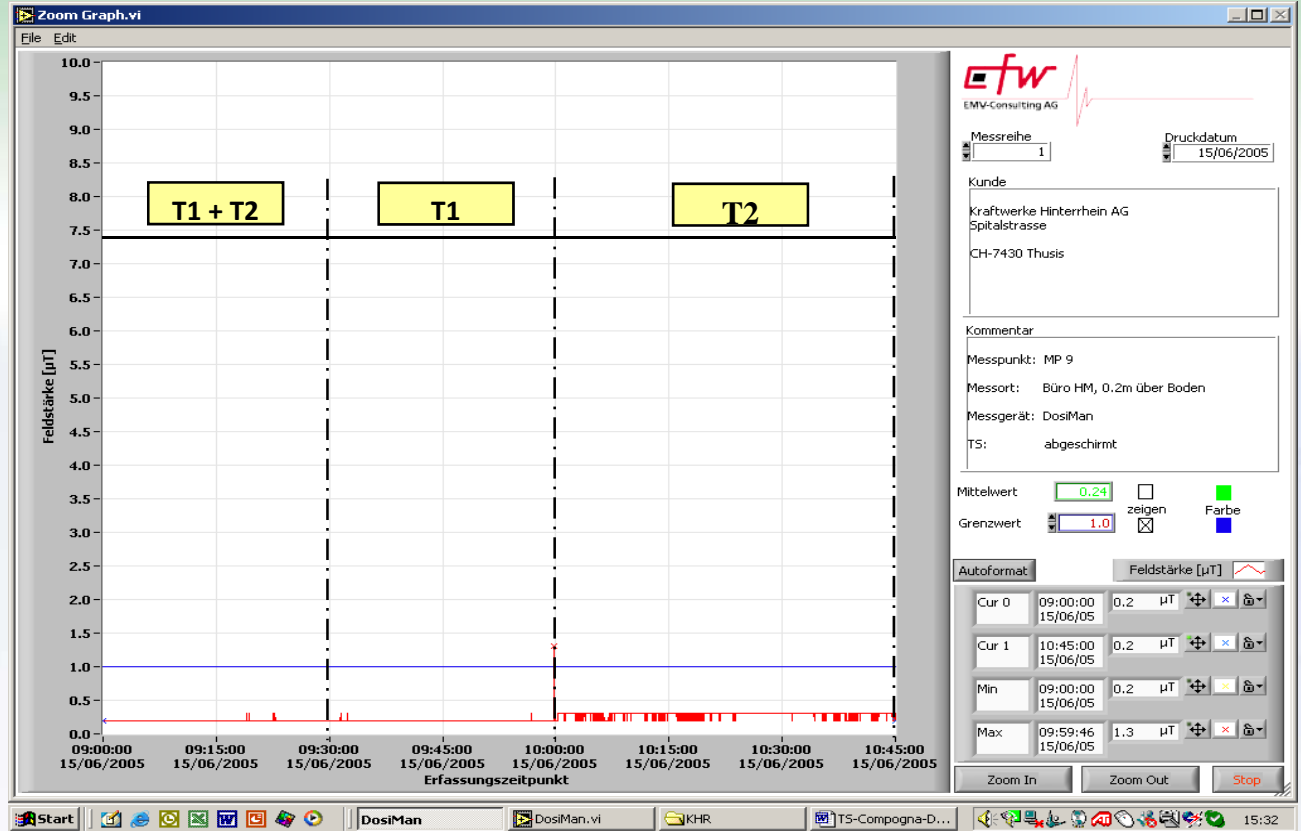 Zoom Graph.vi
File Edit
10.0
9.5
9.0
8.5
8.0
7.5
7.0
6.5
6.0
5.5
5.0
4.5
4.0
3.5
3.0
2.5
2.0
1.5
1.0
0.5
0.0
Feldstärke [µT]
T1 + T2
T1
T2
09:00:00 09:15:00 09:30:00 09:45:00 10:00:00 10:15:00 10:30:00 10:45:00
15/06/2005 15/06/2005 15/06/2005 15/06/2005 15/06/2005 15/06/2005 15/06/2005 15/06/2005
Erfassungszeitpunkt
efw
EMV-Consulting AG
Messreihe Druckdatum
1 15/06/2005
Kunde
Kraftwerke Hinterrhein AG
Spitalstrasse
CH-7430 Thusis
Kommentar
Messpunkt: MP 9
Messort: Büro HM, 0.2m über Boden
Messgerät: DosiMan
TS: abgeschirmt
Mittelwert 0.24
zeigen Farbe
Grenzwert 1.0
Autoformat Feldstärke [µT]
Cur 0 09:00:00 0.2 µT
15/06/05
Cur 1 10:45:00 0.2 µT
15/06/05
Min 09:00:00 0.2 µT
15/06/05
Max 09:59:46 1.3 µT
15/06/05
Zoom In Zoom Out Stop
Start DosiMan DosiMan.vi KHR TS-Compogna-D... 15:32